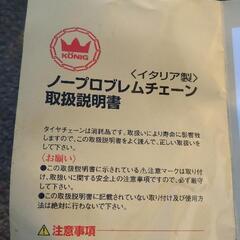 KÖNIG
〈イタリア製〉
ノープロブレムチェーン
取扱説明書
タイヤチェーンは消耗品です。取扱いにより寿命に影響致
しますので、よくこの説明書を読んで、正しい取扱いをし
て下さい。
〈お願い〉
●この取扱説明書に示されている⚠注意マークは取り付
け、取扱いに関する安全上の注意事項ですので、必ず厳守
して下さい。
●この取扱説明書に記載されていない取り付け及び使用方
法は絶対に行わないで下さい。
⚠注意事項